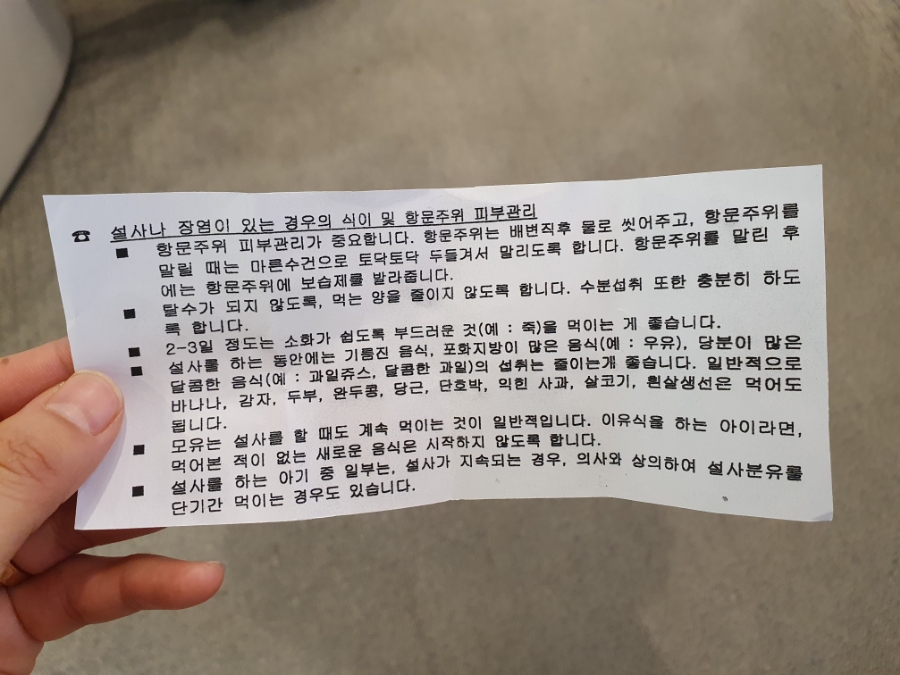 ☎ 설사나 장염이 있는 경우의 식이 및 항문주위 피부관리
■ 항문주위 피부관리가 중요합니다. 항문주위는 배변직후 물로 씻어주고, 항문주위를
말릴 때는 마른수건으로 토닥토닥 두들겨서 말리도록 합니다. 항문주위를 말린 후
에는 항문주위에 보습제를 발라줍니다.
■ 탈수가 되지 않도록, 먹는 양을 줄이지 않도록 합니다. 수분섭취 또한 충분히 하도
록 합니다.
■ 2-3일 정도는 소화가 쉽도록 부드러운 것(예 : 죽)을 먹이는 게 좋습니다.
■ 설사를 하는 동안에는 기름진 음식, 포화지방이 많은 음식(예 : 우유), 당분이 많은
달콤한 음식(예 : 과일쥬스, 달콤한 과일)의 섭취는 줄이는게 좋습니다. 일반적으로
바나나, 감자, 두부, 완두콩, 당근, 단호박, 익힌 사과, 살코기, 흰살생선은 먹어도
됩니다.
■ 모유는 설사를 할 때도 계속 먹이는 것이 일반적입니다. 이유식을 하는 아이라면,
먹어본 적이 없는 새로운 음식은 시작하지 않도록 합니다.
■ 설사를 하는 아기 중 일부는, 설사가 지속되는 경우, 의사와 상의하여 설사분유를
단기간 먹이는 경우도 있습니다.